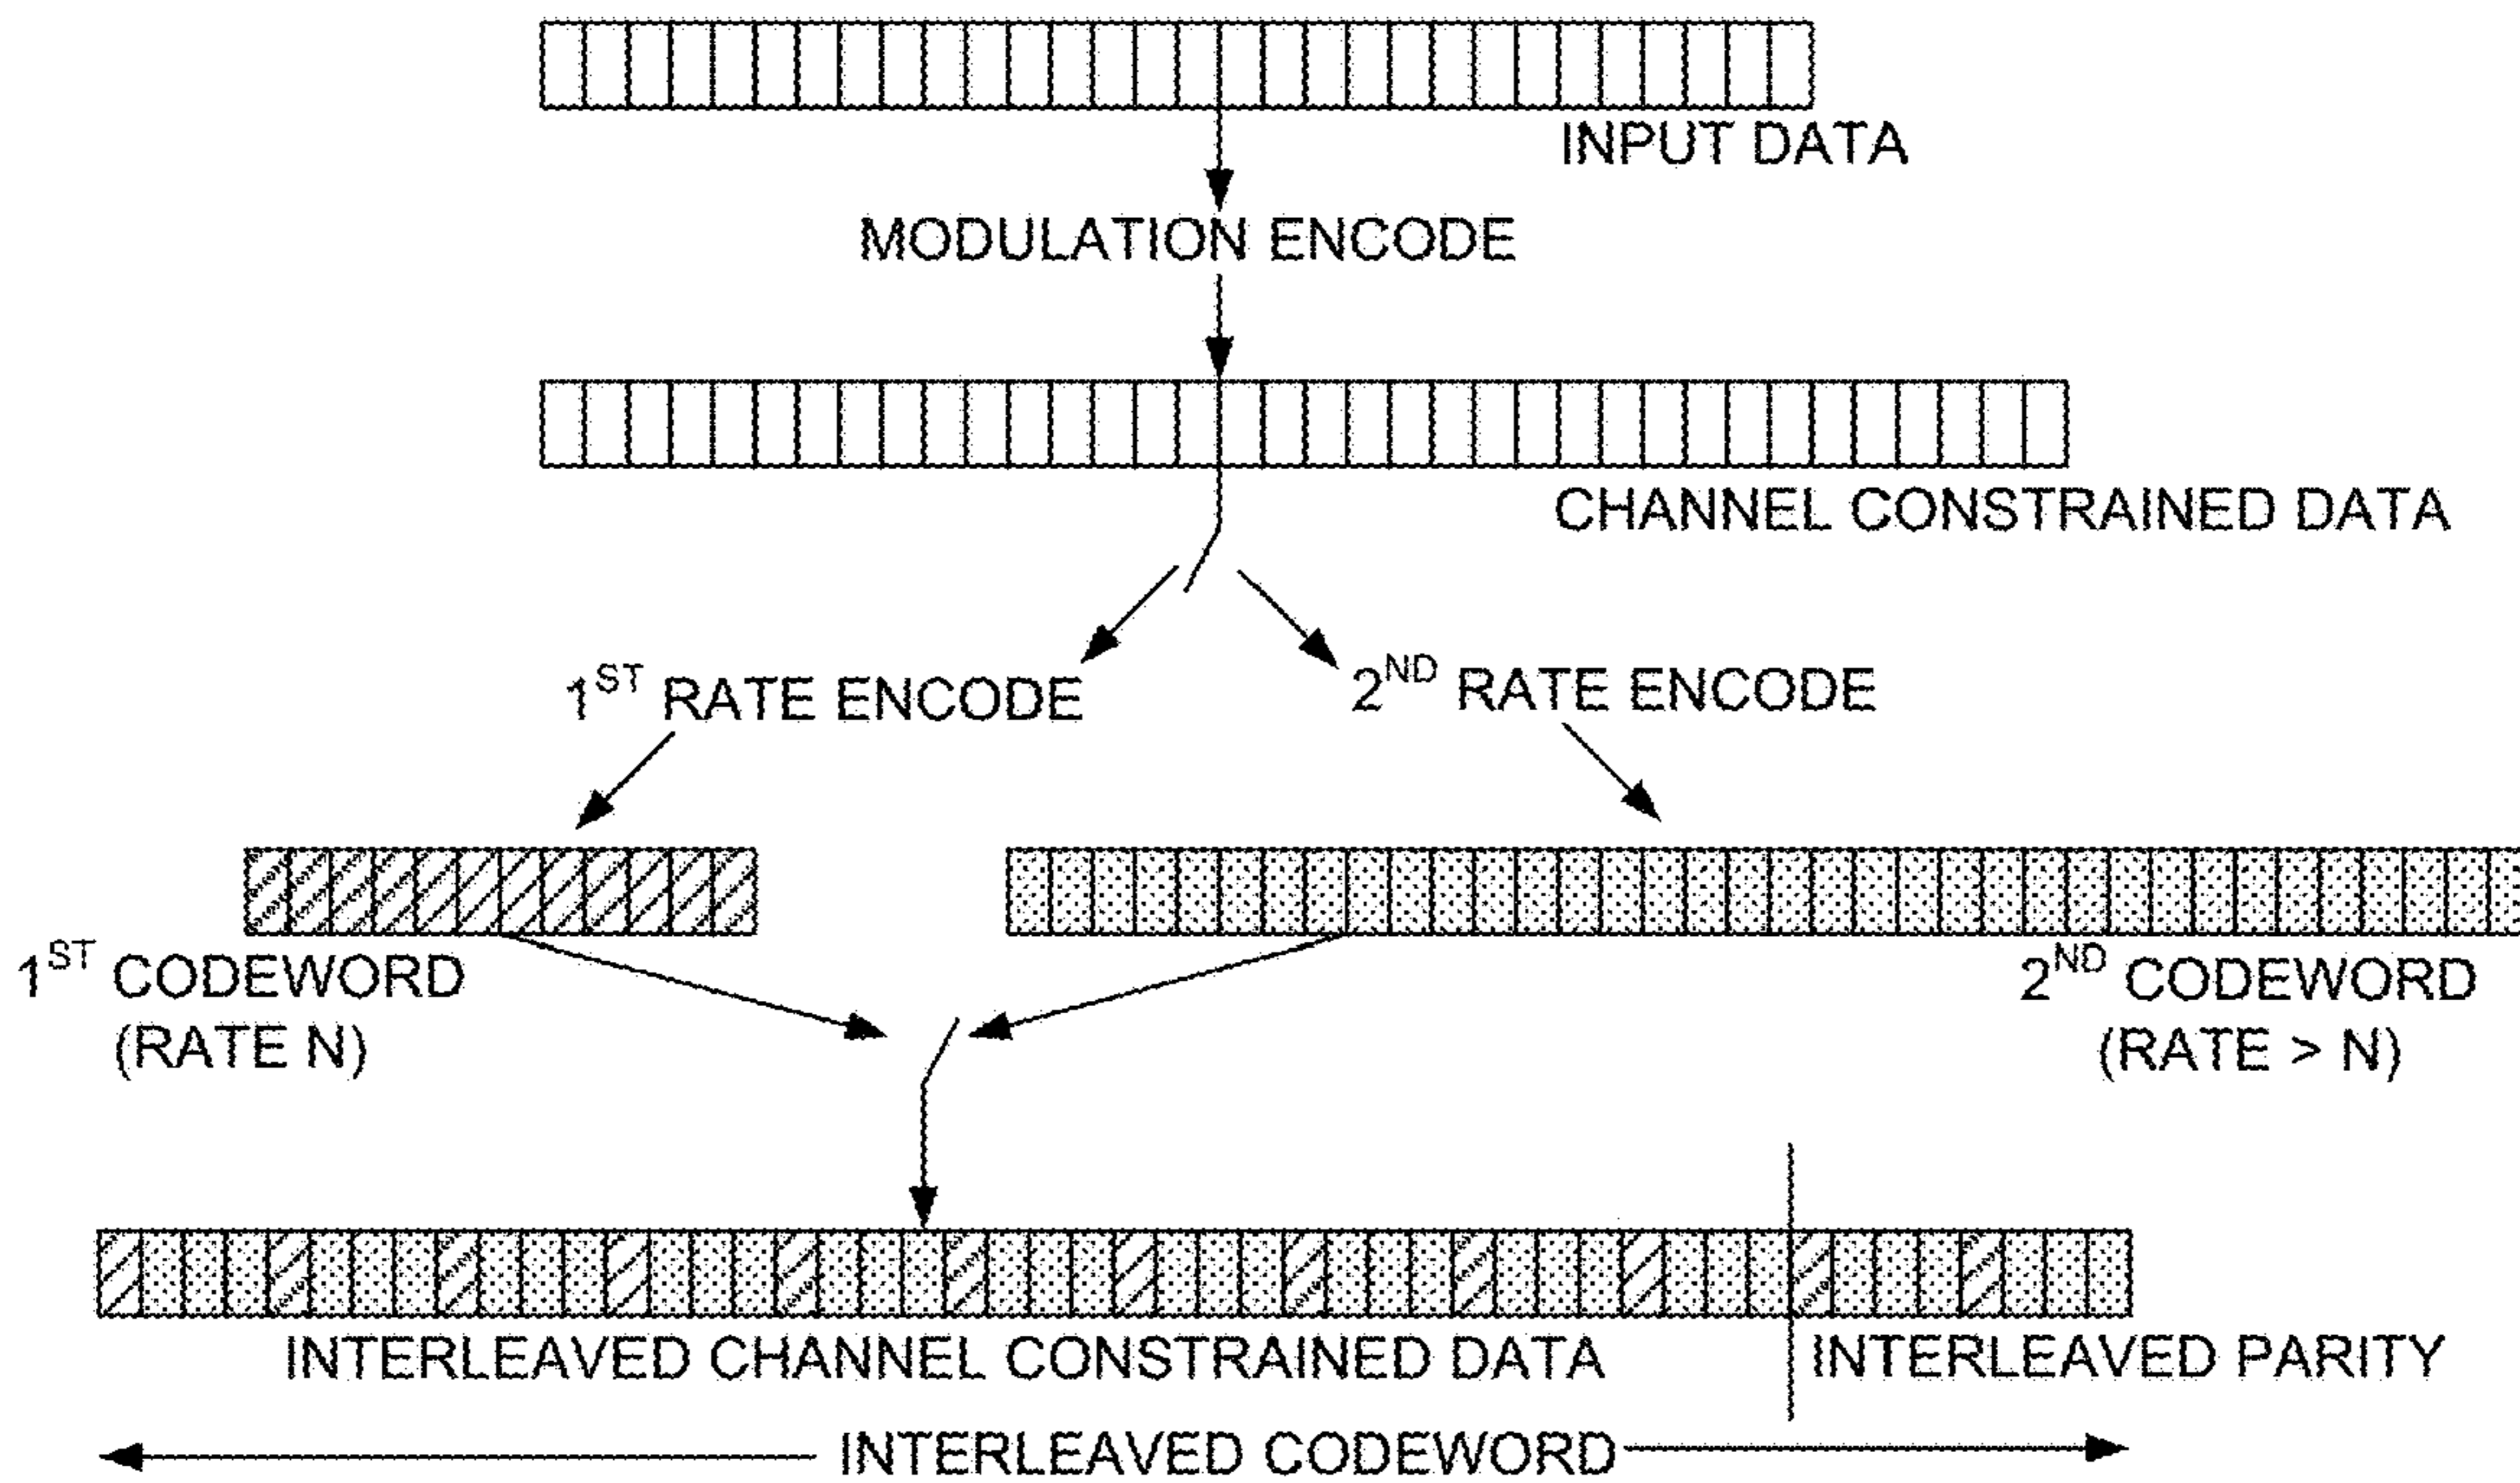 INPUT DATA
MODULATION ENCODE
CHANNEL CONSTRAINED DATA
1ST RATE ENCODE
2ND RATE ENCODE
1ST CODEWORD
(RATE N)
2ND CODEWORD
(RATE > N)
INTERLEAVED CHANNEL CONSTRAINED DATA
INTERLEAVED PARITY
INTERLEAVED CODEWORD